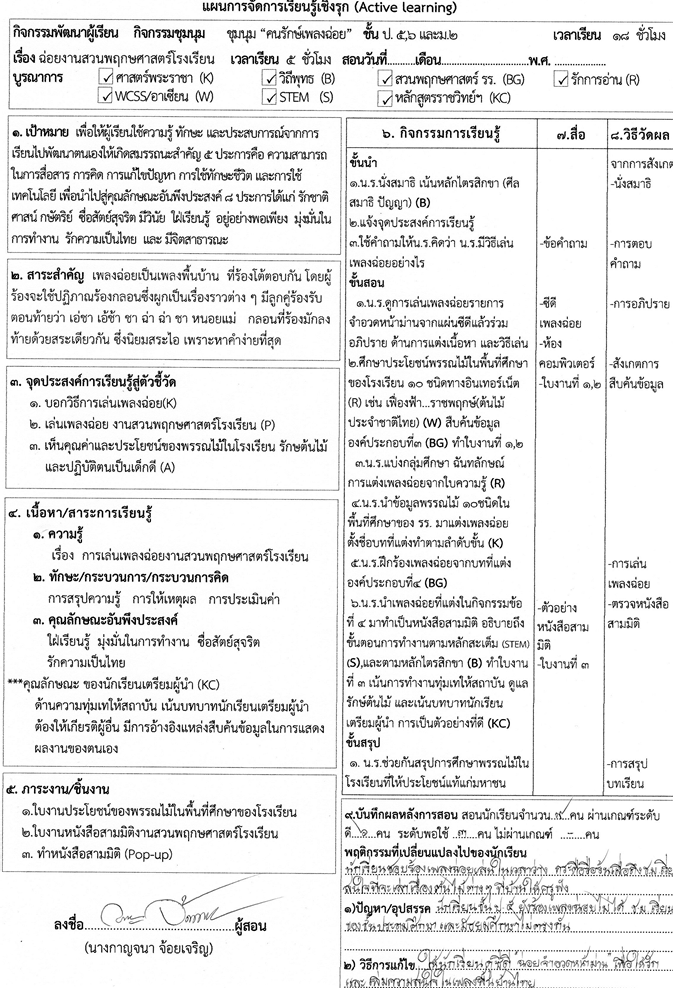 แผนการจัดการเรียนรู้เชิงรุก (Active learning)
กิจกรรมพัฒนาผู้เรียน กิจกรรมชุมนุม ชุมนุม “คนรักษ์เพลงฉ่อย” ชั้น ป.๕,๖ และม.๒ เวลาเรียน ๑๘ ชั่วโมง
เรื่อง ฉ่อยงานสวนพฤกษศาสตร์โรงเรียน เวลาเรียน ๕ ชั่วโมง สอนวันที่...........เดือน...................พ.ศ. ..................
บูรณาการ ✓ ศาสตร์พระราชา (K) ✓ วิถีพุทธ (B) ✓ สวนพฤกษศาสตร์ รร. (BG) ✓ รักการอ่าน (R)
✓ WCSS/อาเซียน (W) ✓ STEM (S) ✓ หลักสูตรราชวิทย์ฯ (KC)
๑. เป้าหมาย เพื่อให้ผู้เรียนใช้ความรู้ ทักษะ และประสบการณ์จากการ
เรียนไปพัฒนาตนเองให้เกิดสมรรถนะสำคัญ ๕ ประการคือ ความสามารถ
ในการสื่อสาร การคิด การแก้ไขปัญหา การใช้ทักษะชีวิต และการใช้
เทคโนโลยี เพื่อนำไปสู่คุณลักษณะอันพึงประสงค์ ๘ ประการได้แก่ รักชาติ
ศาสน์ กษัตริย์ ซื่อสัตย์สุจริต มีวินัย ใฝ่เรียนรู้ อยู่อย่างพอเพียง มุ่งมั่นใน
การทำงาน รักความเป็นไทย และ มีจิตสาธารณะ
๒. สาระสำคัญ เพลงฉ่อยเป็นเพลงพื้นบ้าน ที่ร้องโต้ตอบกัน โดยผู้
ร้องจะใช้ปฏิภาณร้องกลอนซึ่งผูกเป็นเรื่องราวต่าง ๆ มีลูกคู่ร้องรับ
ตอนท้ายว่า เอ่ชา เอ้ช้า ชา ฉ่า ฉ่า ชา หนอยแม่ กลอนที่ร้องมักลง
ท้ายด้วยสระเดียวกัน ซึ่งนิยมสระไอ เพราะหาคำง่ายที่สุด
๓. จุดประสงค์การเรียนรู้สู่ตัวชี้วัด
๑. บอกวิธีการเล่นเพลงฉ่อย(K)
๒. เล่นเพลงฉ่อย งานสวนพฤกษศาสตร์โรงเรียน (P)
๓. เห็นคุณค่าและประโยชน์ของพรรณไม้ในโรงเรียน รักษ์ต้นไม้
และปฏิบัติตนเป็นเด็กดี (A)
๔. เนื้อหา/สาระการเรียนรู้
๑. ความรู้
เรื่อง การเล่นเพลงฉ่อยงานสวนพฤกษศาสตร์โรงเรียน
๒. ทักษะ/กระบวนการ/กระบวนการคิด
การสรุปความรู้ การให้เหตุผล การประเมินค่า
๓. คุณลักษณะอันพึงประสงค์
ใฝ่เรียนรู้ มุ่งมั่นในการทำงาน ซื่อสัตย์สุจริต
รักความเป็นไทย
***คุณลักษณะ ของนักเรียนเตรียมผู้นำ (KC)
ด้านความทุ่มเทให้สถาบัน เน้นบทบาทนักเรียนเตรียมผู้นำ
ต้องให้เกียรติผู้อื่น มีการอ้างอิงแหล่งสืบค้นข้อมูลในการแสดง
ผลงานของตนเอง
๕. ภาระงาน/ชิ้นงาน
๑.ใบงานประโยชน์ของพรรณไม้ในพื้นที่ศึกษาของโรงเรียน
๒.ใบงานหนังสือสามมิติงานสวนพฤกษศาสตร์โรงเรียน
๓. ทำหนังสือสามมิติ (Pop-up)
ลงชื่อ ผู้สอน
(นางกาญจนา จ้อยเจริญ)
๖. กิจกรรมการเรียนรู้ ๗.สื่อ ๘.วิธีวัดผล
ขั้นนำ จากการสังเกต
๑.น.ร.นั่งสมาธิ เน้นหลักไตรสิกขา (ศีล -นั่งสมาธิ
สมาธิ ปัญญา) (B)
๒.แจ้งจุดประสงค์การเรียนรู้
๓.ใช้คำถามให้น.ร.คิดว่า น.ร.มีวิธีเล่น -ข้อคำถาม -การตอบ
เพลงฉ่อยอย่างไร คำถาม
ขั้นสอน
๑.น.ร.ดูการเล่นเพลงฉ่อยรายการ -ซีดี -การอภิปราย
จำอวดหน้าม่านจากแผ่นซีดีแล้วร่วม เพลงฉ่อย
อภิปราย ด้านการแต่งเนื้อหา และวิธีเล่น -ห้อง
๒.ศึกษาประโยชน์พรรณไม้ในพื้นที่ศึกษา คอมพิวเตอร์ -สังเกตการ
ของโรงเรียน ๑๐ ชนิดทางอินเทอร์เน็ต -ใบงานที่ ๑,๒ สืบค้นข้อมูล
(R) เช่น เฟื่องฟ้า...ราชพฤกษ์(ต้นไม้
ประจำชาติไทย) (W) สืบค้นข้อมูล
องค์ประกอบที่๓ (BG) ทำใบงานที่ ๑,๒
๓.น.ร.แบ่งกลุ่มศึกษา ฉันทลักษณ์
การแต่งเพลงฉ่อยจากใบความรู้ (R)
๔.น.ร.นำข้อมูลพรรณไม้ ๑๐ชนิดใน
พื้นที่ศึกษาของ รร. มาแต่งเพลงฉ่อย
ตั้งชื่อบทที่แต่งทำตามลำดับขั้น (K)
๕.น.ร.ฝึกร้องเพลงฉ่อยจากบทที่แต่ง -การเล่น
องค์ประกอบที่๔ (BG) เพลงฉ่อย
๖.น.ร.นำเพลงฉ่อยที่แต่งในกิจกรรมข้อ -ตัวอย่าง -ตรวจหนังสือ
ที่ ๔ มาทำเป็นหนังสือสามมิติ อธิบายถึง หนังสือสาม สามมิติ
ขั้นตอนการทำงานตามหลักสะเต็ม (STEM) มิติ
(S),และตามหลักไตรสิกขา (B) ทำใบงาน -ใบงานที่ ๓
ที่ ๓ เน้นการทำงานทุ่มเทให้สถาบัน ดูแล
รักษ์ต้นไม้ และเน้นบทบาทนักเรียน
เตรียมผู้นำ การเป็นตัวอย่างที่ดี (KC)
ขั้นสรุป
๑. น.ร.ช่วยกันสรุปการศึกษาพรรณไม้ใน -การสรุป
โรงเรียนที่ให้ประโยชน์แท้แก่มหาชน บทเรียน
๙.บันทึกผลหลังการสอน สอนนักเรียนจำนวน คน ผ่านเกณฑ์ระดับ
ดี คน ระดับพอใช้ ๓ คน ไม่ผ่านเกณฑ์ - คน
พฤติกรรมที่เปลี่ยนแปลงไปของนักเรียน
๑)ปัญหา/อุปสรรค นักเรียนชั้น ป.๕ ยังร้องเพลงฉ่อยไม่ได้
ของชั้นประถมศึกษา และมัธยมศึกษาไม่ตรงกัน
๒) วิธีการแก้ไข ให้นักเรียนดูซีดี